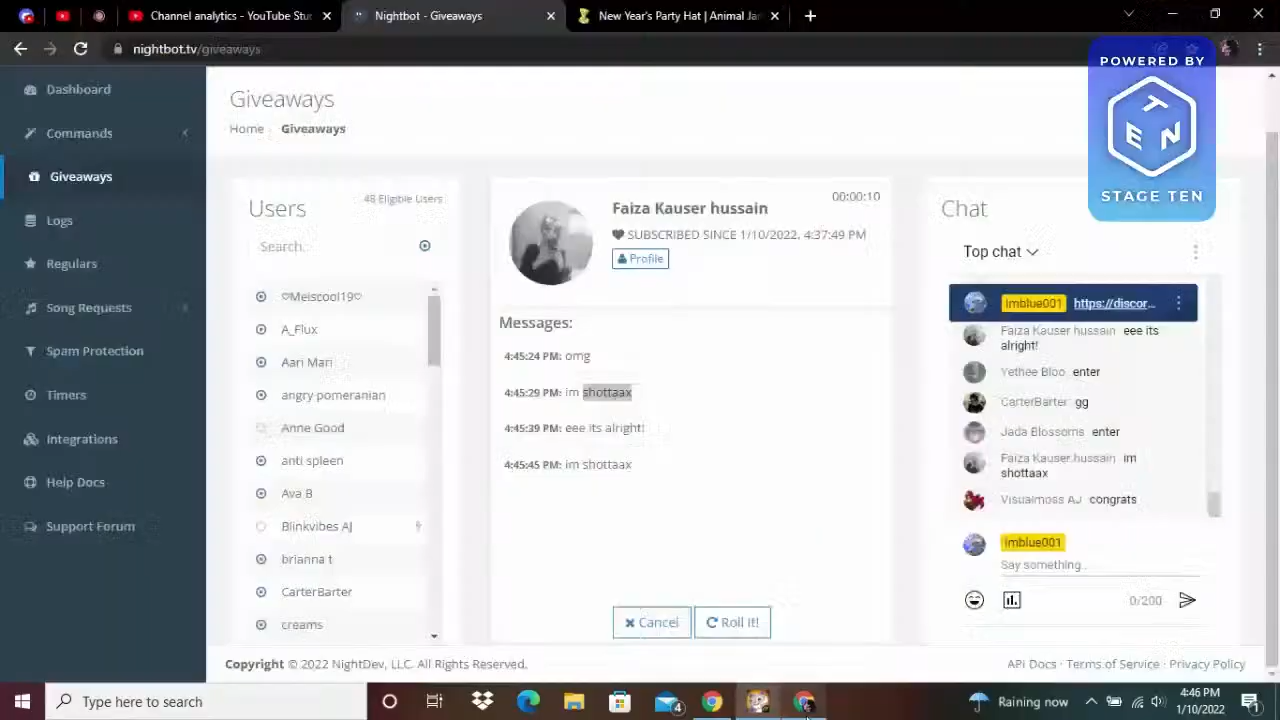 Channel analytics - YouTube Stu
Nightbot - Giveaways
New Year's Party Hat | Animal Jam
nightbot.tv/giveaways
POWERED BY
TEN
STAGE TEN
Dashboard
Commands
Giveaways
Logs
Regulars
Song Requests
Spam Protection
Timers
Integrations
Help Docs
Support Forum
Giveaways
Home
Giveaways
Users
48 Eligible Users
Search..
♡Meiscool19♡
A_Flux
Aari Mari
angry pomeranian
Anne Good
anti spleen
Ava B
Blinkvibes AJ
brianna t
CarterBarter
creams
Faiza Kauser hussain
00:00:10
SUBSCRIBED SINCE 1/10/2022, 4:37:49 PM
Profile
Messages:
4:45:24 PM: omg
4:45:29 PM: im shottaax
4:45:39 PM: eee its alright!
4:45:45 PM: im shottaax
Cancel
Roll It!
Chat
Top chat
imblue001 https://discor...
Faiza Kauser hussain eee its
alright!
Yethee Bloo enter
CarterBarter gg
Jada Blossoms enter
Faiza Kauser hussain im
shottaax
Visualmoss AJ congrats
imblue001
Say something...
0/200
Copyright © 2022 NightDev, LLC. All Rights Reserved.
API Docs · Terms of Service · Privacy Policy
Type here to search
4
Raining now
4:46 PM
1/10/2022
1